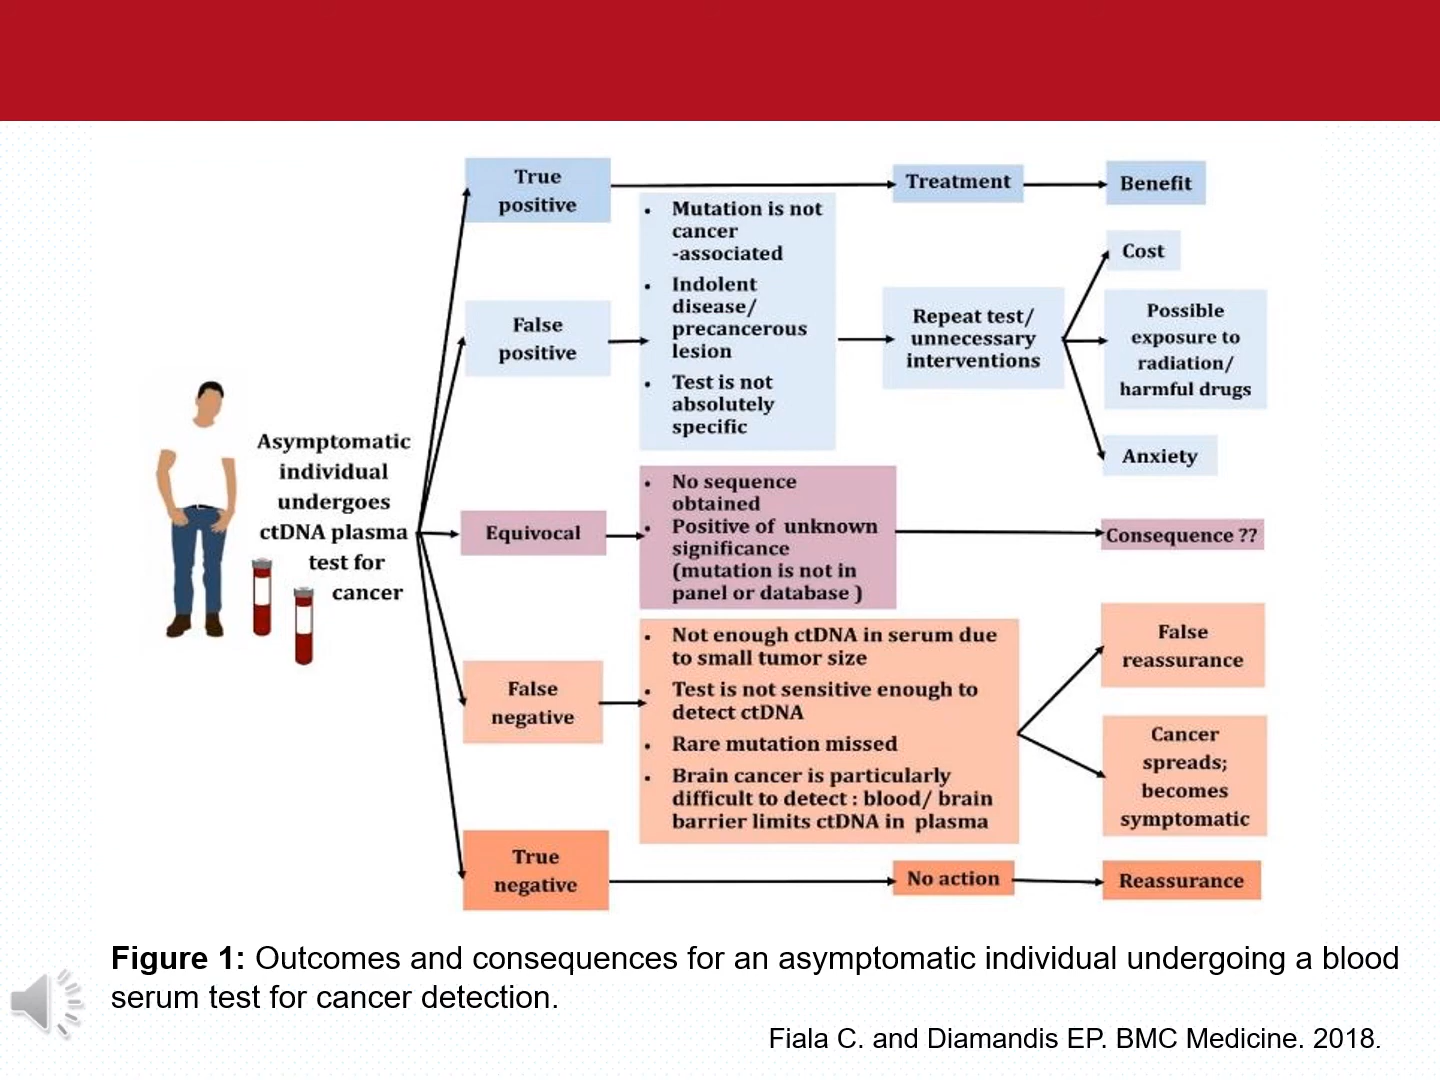 True
positive
Treatment
Benefit
• Mutation is not
cancer
-associated
• Indolent
disease/
precancerous
lesion
• Test is not
absolutely
specific
False
positive
Repeat test/
unnecessary
interventions
Cost
Possible
exposure to
radiation/
harmful drugs
Anxiety
Asymptomatic
individual
undergoes
ctDNA plasma
test for
cancer
Equivocal
• No sequence
obtained
• Positive of unknown
significance
(mutation is not in
panel or database )
Consequence ??
False
negative
• Not enough ctDNA in serum due
to small tumor size
• Test is not sensitive enough to
detect ctDNA
• Rare mutation missed
• Brain cancer is particularly
difficult to detect : blood/ brain
barrier limits ctDNA in plasma
False
reassurance
Cancer
spreads;
becomes
symptomatic
True
negative
No action
Reassurance
Figure 1: Outcomes and consequences for an asymptomatic individual undergoing a blood
serum test for cancer detection.
Fiala C. and Diamandis EP. BMC Medicine. 2018.